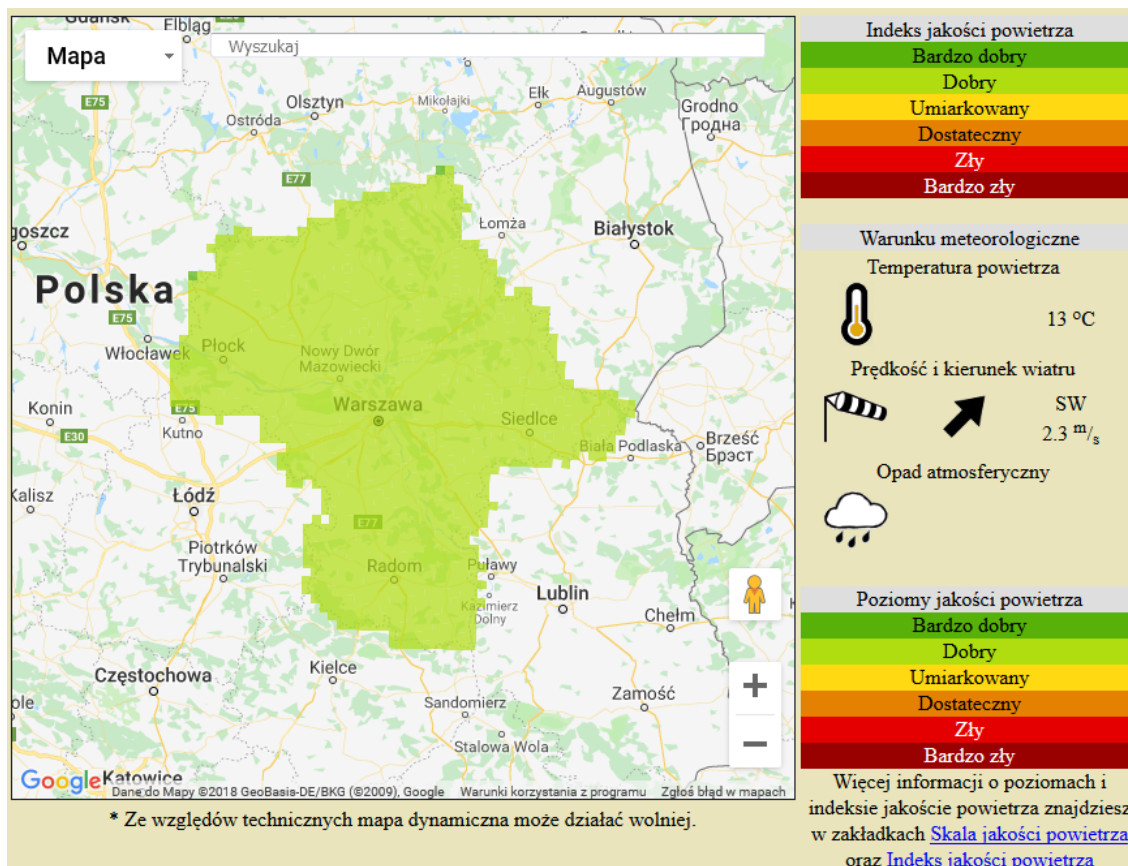 Gdańsk
Elbląg
Mapa
Wyszukaj
E75
Olsztyn
Mikołajki
Ełk
Augustów
Ostróda
Grodno
Гродна
E77
Łomża
Białystok
goszcz
Polska
E75
Włocławek
Płock
Nowy Dwór
Mazowiecki
Konin
E75
Warszawa
Siedlce
E30
Kutno
Biała Podlaska
Brześć
Брэст
Kalisz
Łódź
E77
Piotrków
Trybunalski
Radom
Puławy
Kazimierz
Dolny
Lublin
Chełm
Kielce
Częstochowa
Zamość
ole
Sandomierz
Stalowa Wola
Google
Katowice
Dane do Mapy ©2018 GeoBasis-DE/BKG (©2009), Google
Warunki korzystania z programu
Zgłoś błąd w mapach
* Ze względów technicznych mapa dynamiczna może działać wolniej.
Indeks jakości powietrza
Bardzo dobry
Dobry
Umiarkowany
Dostateczny
Zły
Bardzo zły
Warunku meteorologiczne
Temperatura powietrza
13 °C
Prędkość i kierunek wiatru
SW
2.3 m/s
Opad atmosferyczny
Poziomy jakości powietrza
Bardzo dobry
Dobry
Umiarkowany
Dostateczny
Zły
Bardzo zły
Więcej informacji o poziomach i
indeksie jakoście powietrza znajdziesz
w zakładkach Skala jakości powietrza
oraz Indeks jakości powietrza